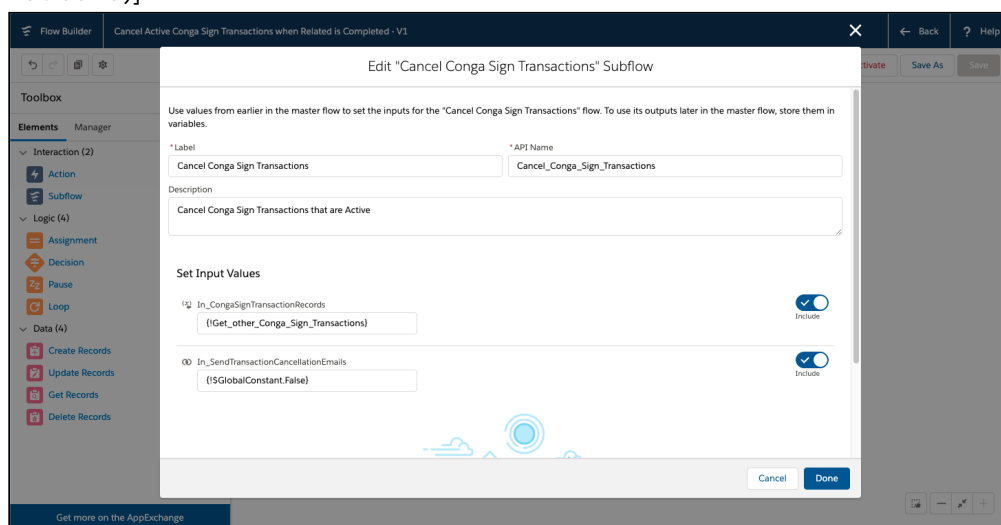 Flow Builder
Cancel Active Conga Sign Transactions when Related is Completed - V1
Back
? Help
Save As
Save
Edit "Cancel Conga Sign Transactions" Subflow
Toolbox
Elements Manager
Interaction (2)
Action
Subflow
Logic (4)
Assignment
Decision
Pause
Loop
Data (4)
Create Records
Update Records
Get Records
Delete Records
Get more on the AppExchange
Use values from earlier in the master flow to set the inputs for the "Cancel Conga Sign Transactions" flow. To use its outputs later in the master flow, store them in
variables.
* Label
Cancel Conga Sign Transactions
* API Name
Cancel_Conga_Sign_Transactions
Description
Cancel Conga Sign Transactions that are Active
Set Input Values
In_CongaSignTransactionRecords
{!Get_other_Conga_Sign_Transactions}
Include
In_SendTransactionCancellationEmails
{!$GlobalConstant.False}
Include
Cancel
Done